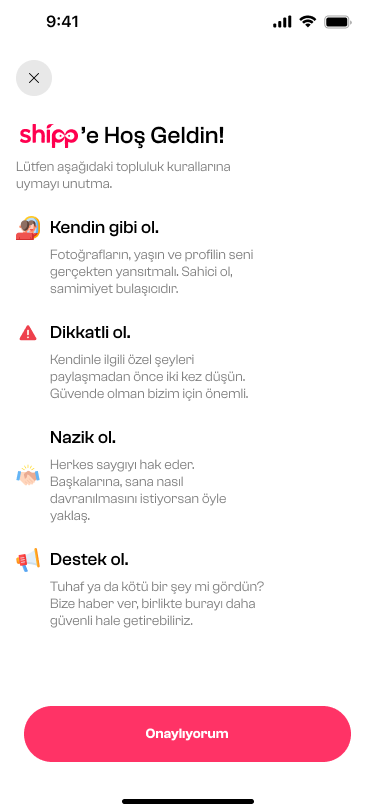 9:41
shipp'e Hoş Geldin!
Lütfen aşağıdaki topluluk kurallarına
uymayı unutma.
Kendin gibi ol.
Fotoğrafların, yaşın ve profilin seni
gerçekten yansıtmalı. Sahici ol,
samimiyet bulaşıcıdır.
Dikkatli ol.
Kendinle ilgili özel şeyleri
paylaşmadan önce iki kez düşün.
Güvende olman bizim için önemli.
Nazik ol.
Herkes saygıyı hak eder.
Başkalarına, sana nasıl
davranılmasını istiyorsan öyle
yaklaş.
Destek ol.
Tuhaf ya da kötü bir şey mi gördün?
Bize haber ver, birlikte burayı daha
güvenli hale getirebiliriz.
Onaylıyorum